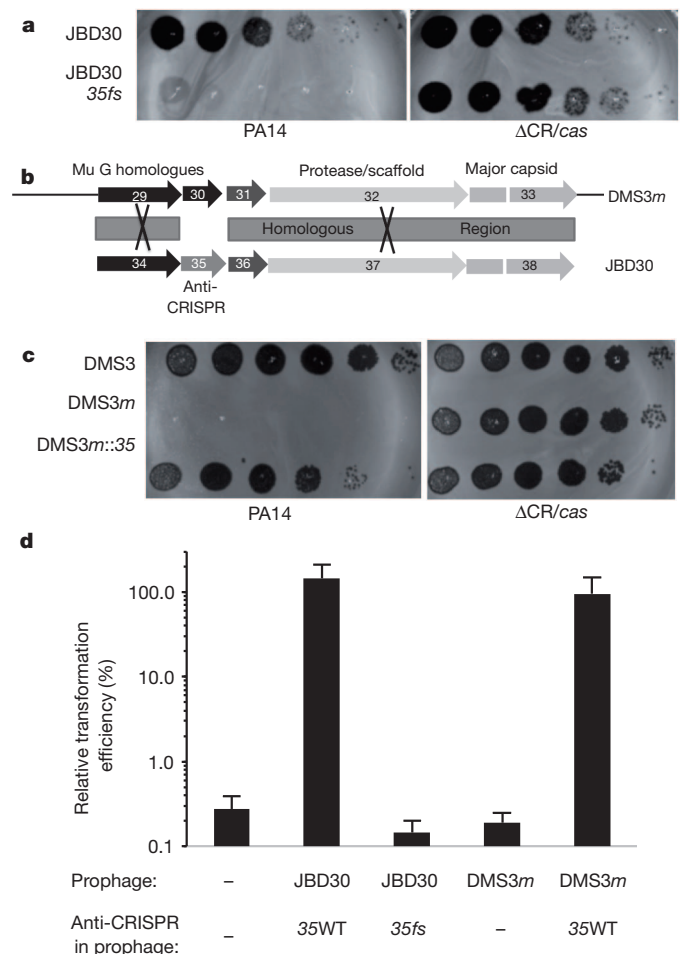 a
JBD30
JBD30
35fs
PA14
ΔCR/cas
b
Mu G homologues
Protease/scaffold
Major capsid
29
30
31
32
33
DMS3m
Homologous
Region
34
35
36
37
38
JBD30
Anti-
CRISPR
c
DMS3
DMS3m
DMS3m::35
PA14
ΔCR/cas
d
Relative transformation
efficiency (%)
100.0
10.0
1.0
0.1
Prophage:
–
JBD30
JBD30
DMS3m
DMS3m
Anti-CRISPR
in prophage:
–
35WT
35fs
–
35WT